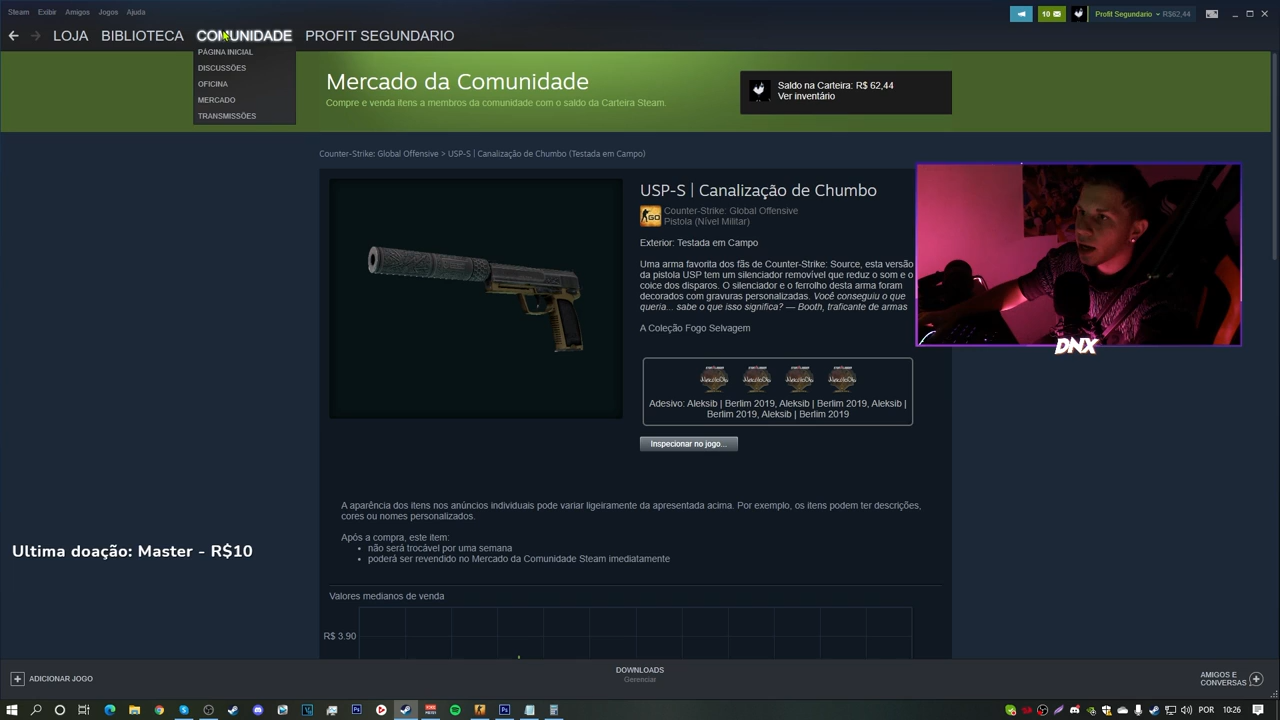 Steam Exibir Amigos Jogos Ajuda
10 Profit Segundario R$62,44
LOJA BIBLIOTECA COMUNIDADE PROFIT SEGUNDARIO
PÁGINA INICIAL
DISCUSSÕES
OFICINA
MERCADO
TRANSMISSÕES
Mercado da Comunidade
Compre e venda itens a membros da comunidade com o saldo da Carteira Steam.
Saldo na Carteira: R$ 62,44
Ver inventário
Counter-Strike: Global Offensive > USP-S | Canalização de Chumbo (Testada em Campo)
USP-S | Canalização de Chumbo
GO
Counter-Strike: Global Offensive
Pistola (Nível Militar)
Exterior: Testada em Campo
Uma arma favorita dos fãs de Counter-Strike: Source, esta versão
da pistola USP tem um silenciador removível que reduz o som e o
coice dos disparos. O silenciador e o ferrolho desta arma foram
decorados com gravuras personalizadas. Você conseguiu o que
queria... sabe o que isso significa? — Booth, traficante de armas
A Coleção Fogo Selvagem
Adesivo: Aleksib | Berlim 2019, Aleksib | Berlim 2019, Aleksib |
Berlim 2019, Aleksib | Berlim 2019
Inspecionar no jogo...
DNX
A aparência dos itens nos anúncios individuais pode variar ligeiramente da apresentada acima. Por exemplo, os itens podem ter descrições,
cores ou nomes personalizados.
Após a compra, este item:
• não será trocável por uma semana
• poderá ser revendido no Mercado da Comunidade Steam imediatamente
Ultima doação: Master - R$10
Valores medianos de venda
R$ 3.90
ADICIONAR JOGO
DOWNLOADS
Gerenciar
AMIGOS E
CONVERSAS
POR 10:26